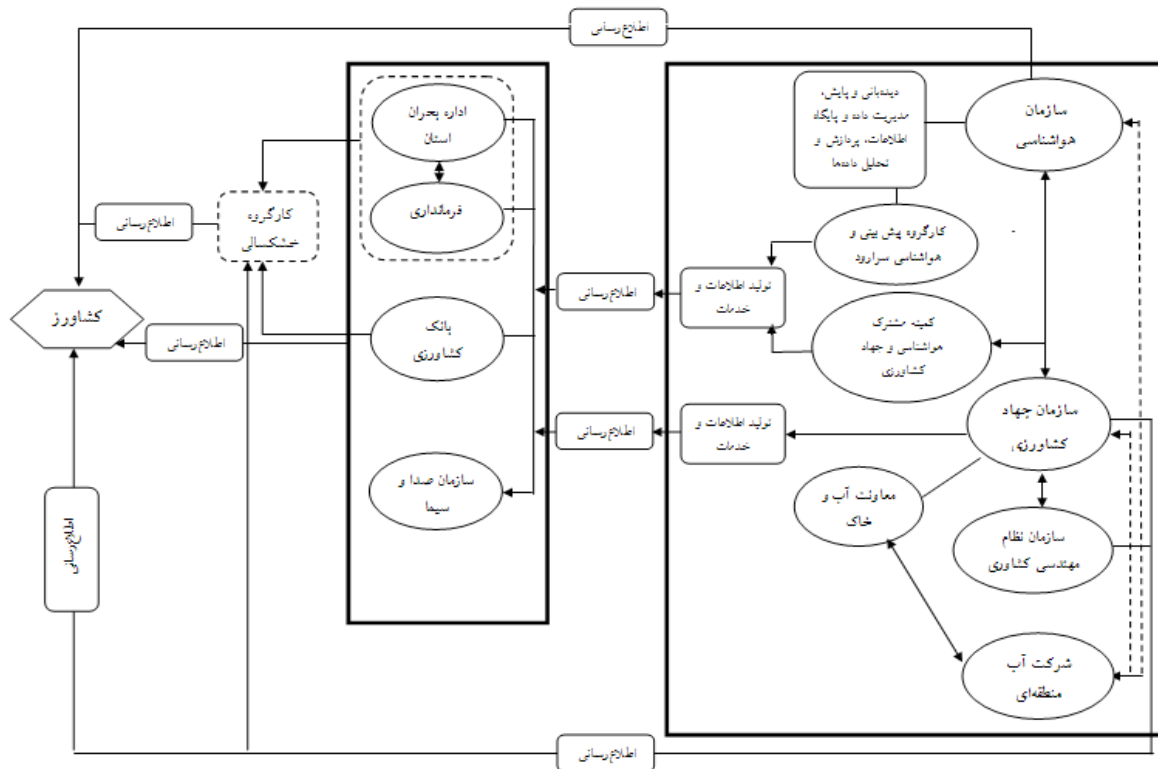 اطلاع‌رسانی
سازمان
هواشناسی
دیده‌بانی و پایش،
مدیریت داده و پایگاه
اطلاعات، پردازش و
تحلیل داده‌ها
کارگروه پیش بینی و
هواشناسی سرارود
کمیته مشترک
هواشناسی و جهاد
کشاورزی
سازمان جهاد
کشاورزی
معاونت آب و
خاک
سازمان نظام
مهندسی کشاوری
شرکت آب
منطقه‌ای
تولید اطلاعات و
خدمات
تولید اطلاعات و
خدمات
اطلاع‌رسانی
اطلاع‌رسانی
اداره بحران
استان
فرمانداری
بانک
کشاورزی
سازمان صدا و
سیما
کارگروه
خشکسالی
اطلاع‌رسانی
اطلاع‌رسانی
کشاورز
اطلاع‌رسانی
اطلاع‌رسانی